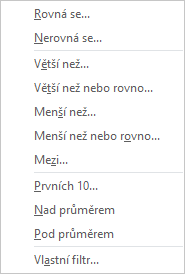 Rovná se...
Nerovná se...
Větší než...
Větší než nebo rovno...
Menší než...
Menší než nebo rovno...
Mezi...
Prvních 10...
Nad průměrem
Pod průměrem
Vlastní filtr...